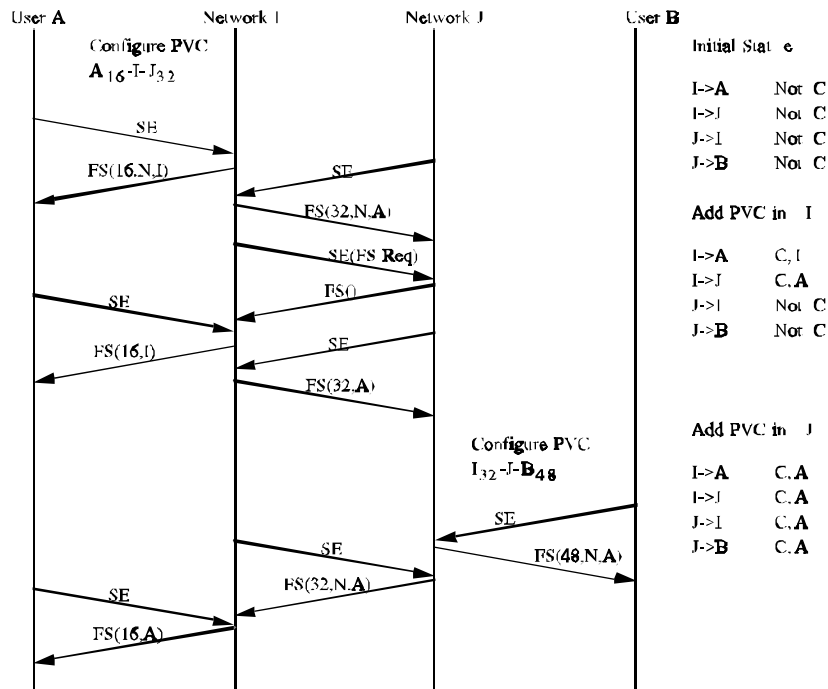 User A Network I Network J User B
Configure PVC
A16-I-J32
Initial State
I->A Not C
I->J Not C
J->I Not C
J->B Not C
SE
FS(16,N,I)
SE
FS(32,N,A)
Add PVC in I
SE(FS Req)
I->A C,I
I->J C,A
J->I Not C
J->B Not C
FS()
SE
SE
FS(16,I)
FS(32,A)
Configure PVC
I32-J-B48
Add PVC in J
I->A C,A
I->J C,A
J->I C,A
J->B C,A
SE
SE
FS(48,N,A)
FS(32,N,A)
SE
FS(16,A)